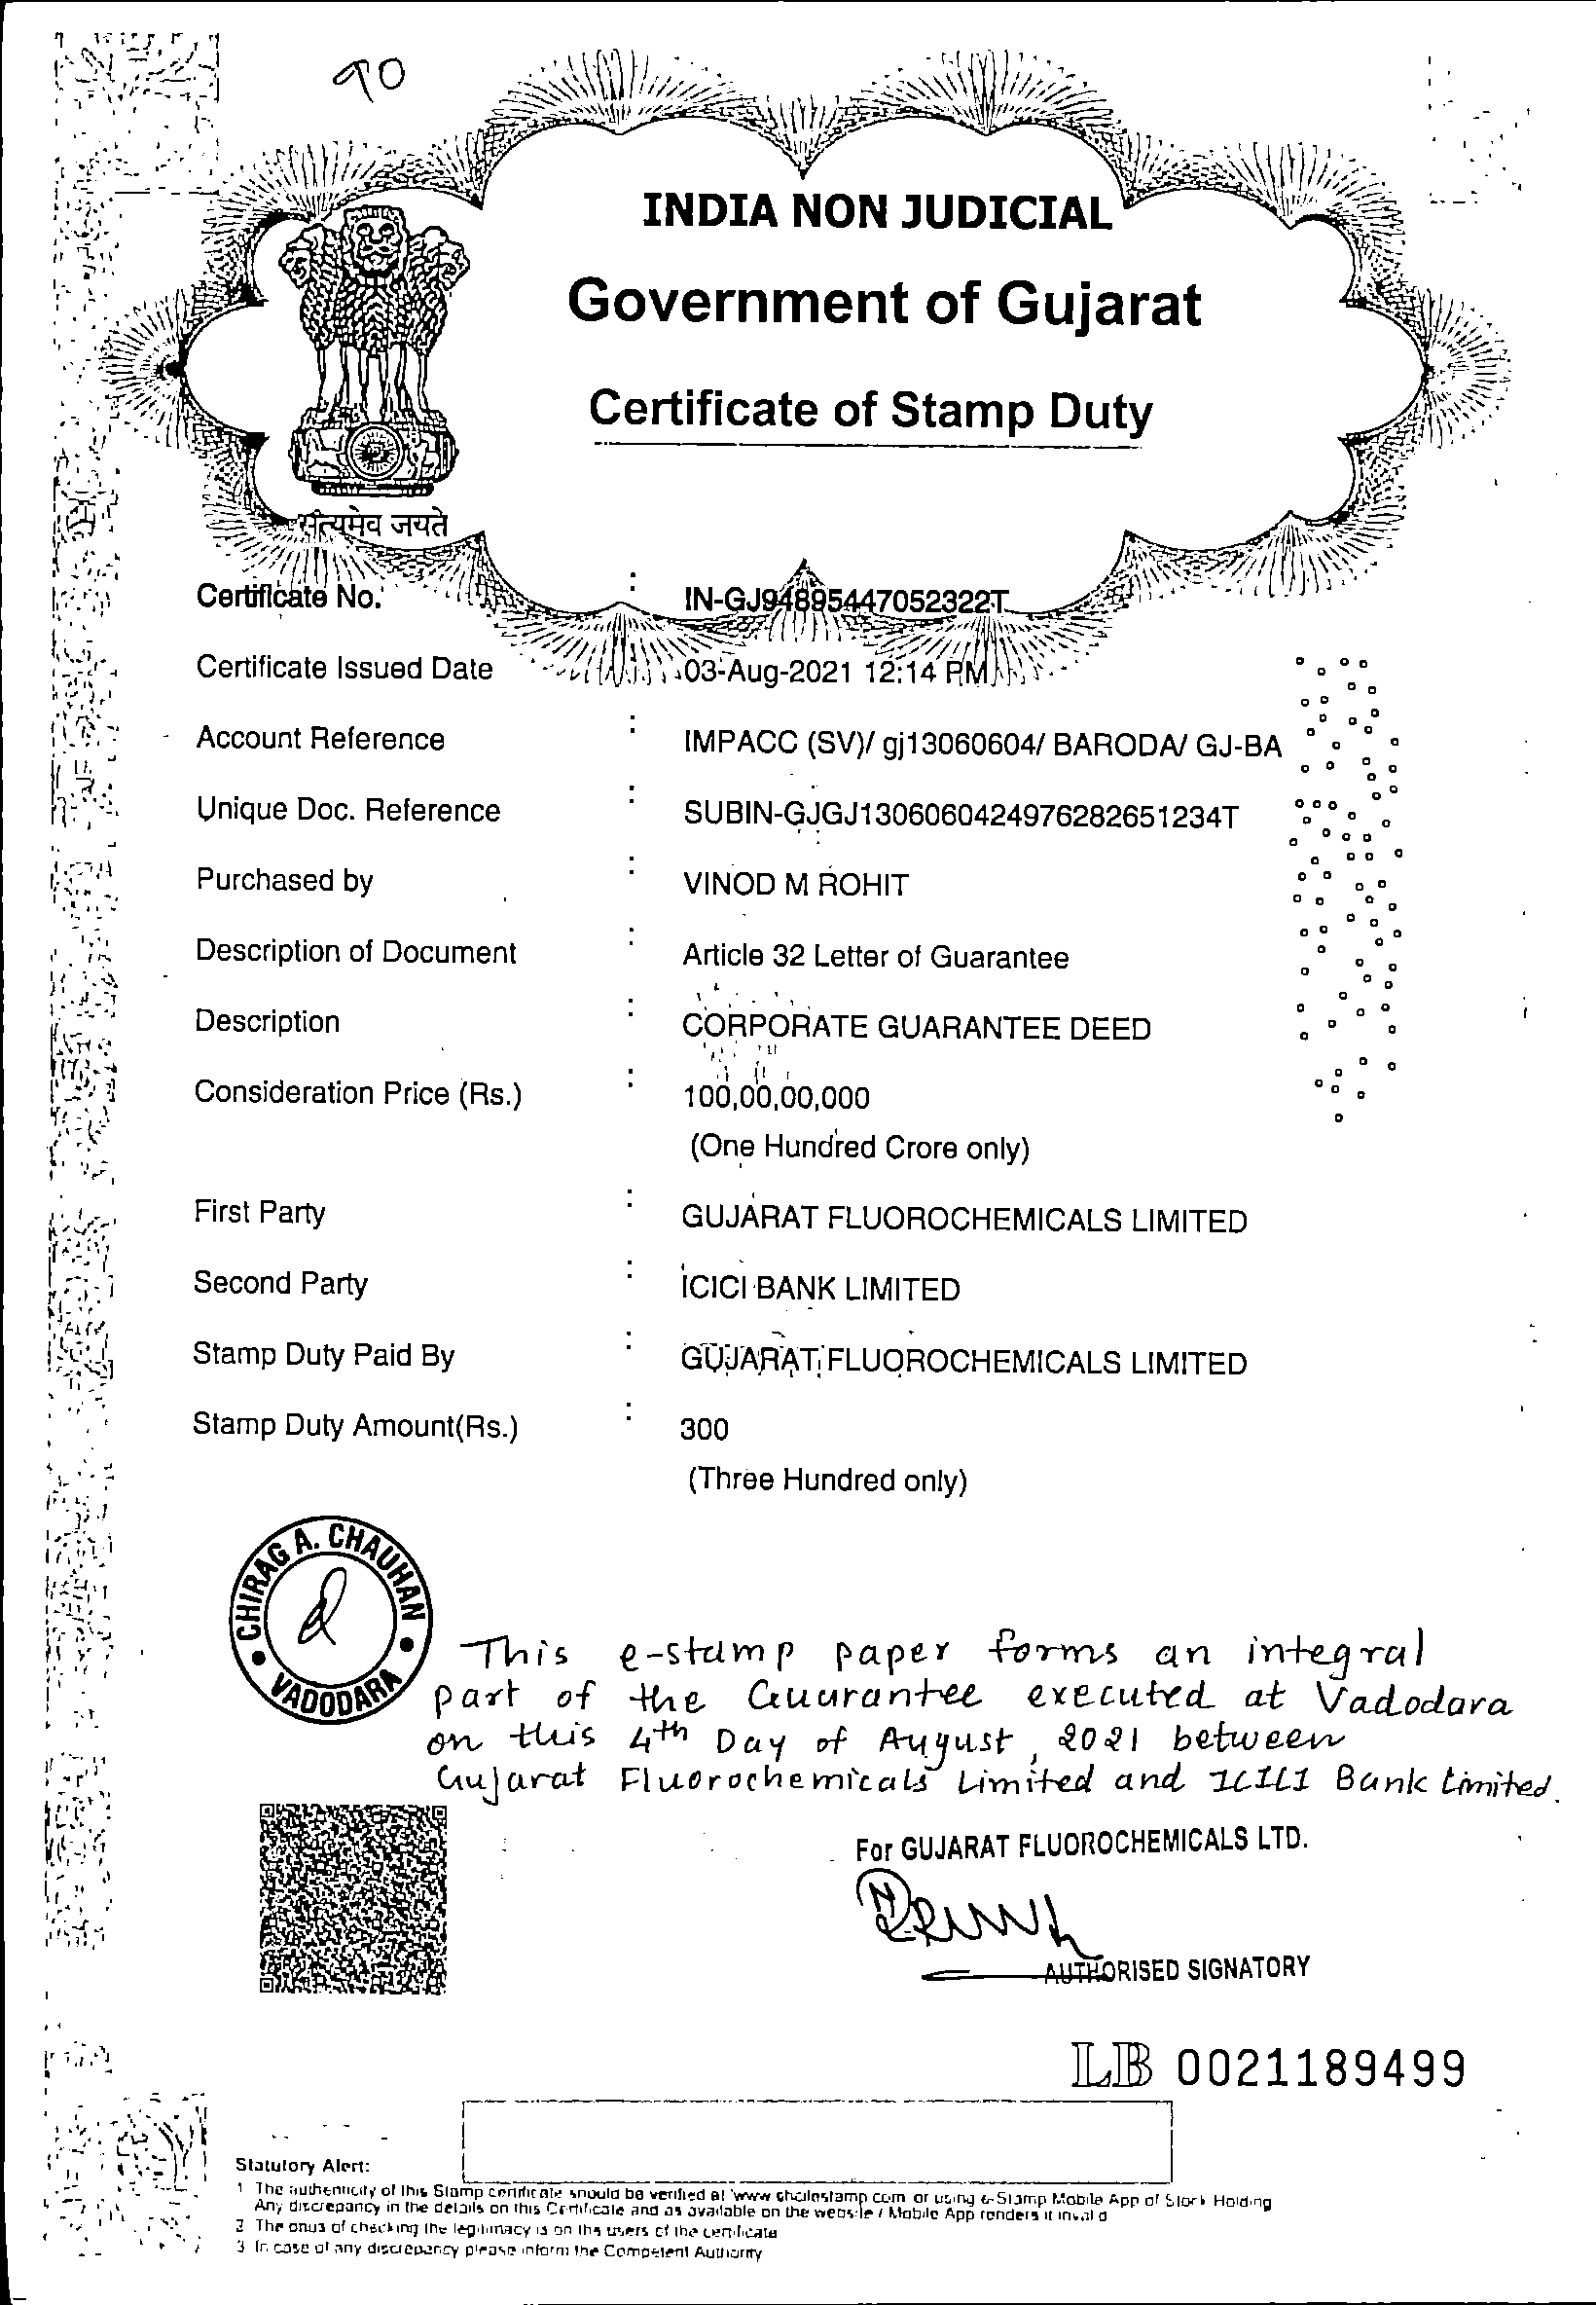 90
INDIA NON JUDICIAL
Government of Gujarat
Certificate of Stamp Duty
सत्यमेव जयते
Certificate No. : IN-GJ94895447052322T
Certificate Issued Date : 03-Aug-2021 12:14 PM
Account Reference : IMPACC (SV)/ gj13060604/ BARODA/ GJ-BA
Unique Doc. Reference : SUBIN-GJGJ1306060424976282651234T
Purchased by : VINOD M ROHIT
Description of Document : Article 32 Letter of Guarantee
Description : CORPORATE GUARANTEE DEED
Consideration Price (Rs.) : 100,00,00,000
(One Hundred Crore only)
First Party : GUJARAT FLUOROCHEMICALS LIMITED
Second Party : ICICI BANK LIMITED
Stamp Duty Paid By : GUJARAT FLUOROCHEMICALS LIMITED
Stamp Duty Amount(Rs.) : 300
(Three Hundred only)
CHIRAG A. CHAUHAN
VADODARA
This e-stamp paper forms an integral
part of the Guarantee executed at Vadodara
on this 4th Day of August, 2021 between
Gujarat Fluorochemicals Limited and ICICI Bank Limited.
For GUJARAT FLUOROCHEMICALS LTD.
AUTHORISED SIGNATORY
LB 0021189499
Statutory Alert:
1 The authenticity of this Stamp certificate should be verified at 'www shcilestamp com' or using e-Stamp Mobile App of Stock Holding
Any discrepancy in the details on this Certificate and as available on the website / Mobile App renders it invalid
2 The onus of checking the legitimacy is on the users of the certificate
3 In case of any discrepancy please inform the Competent Authority